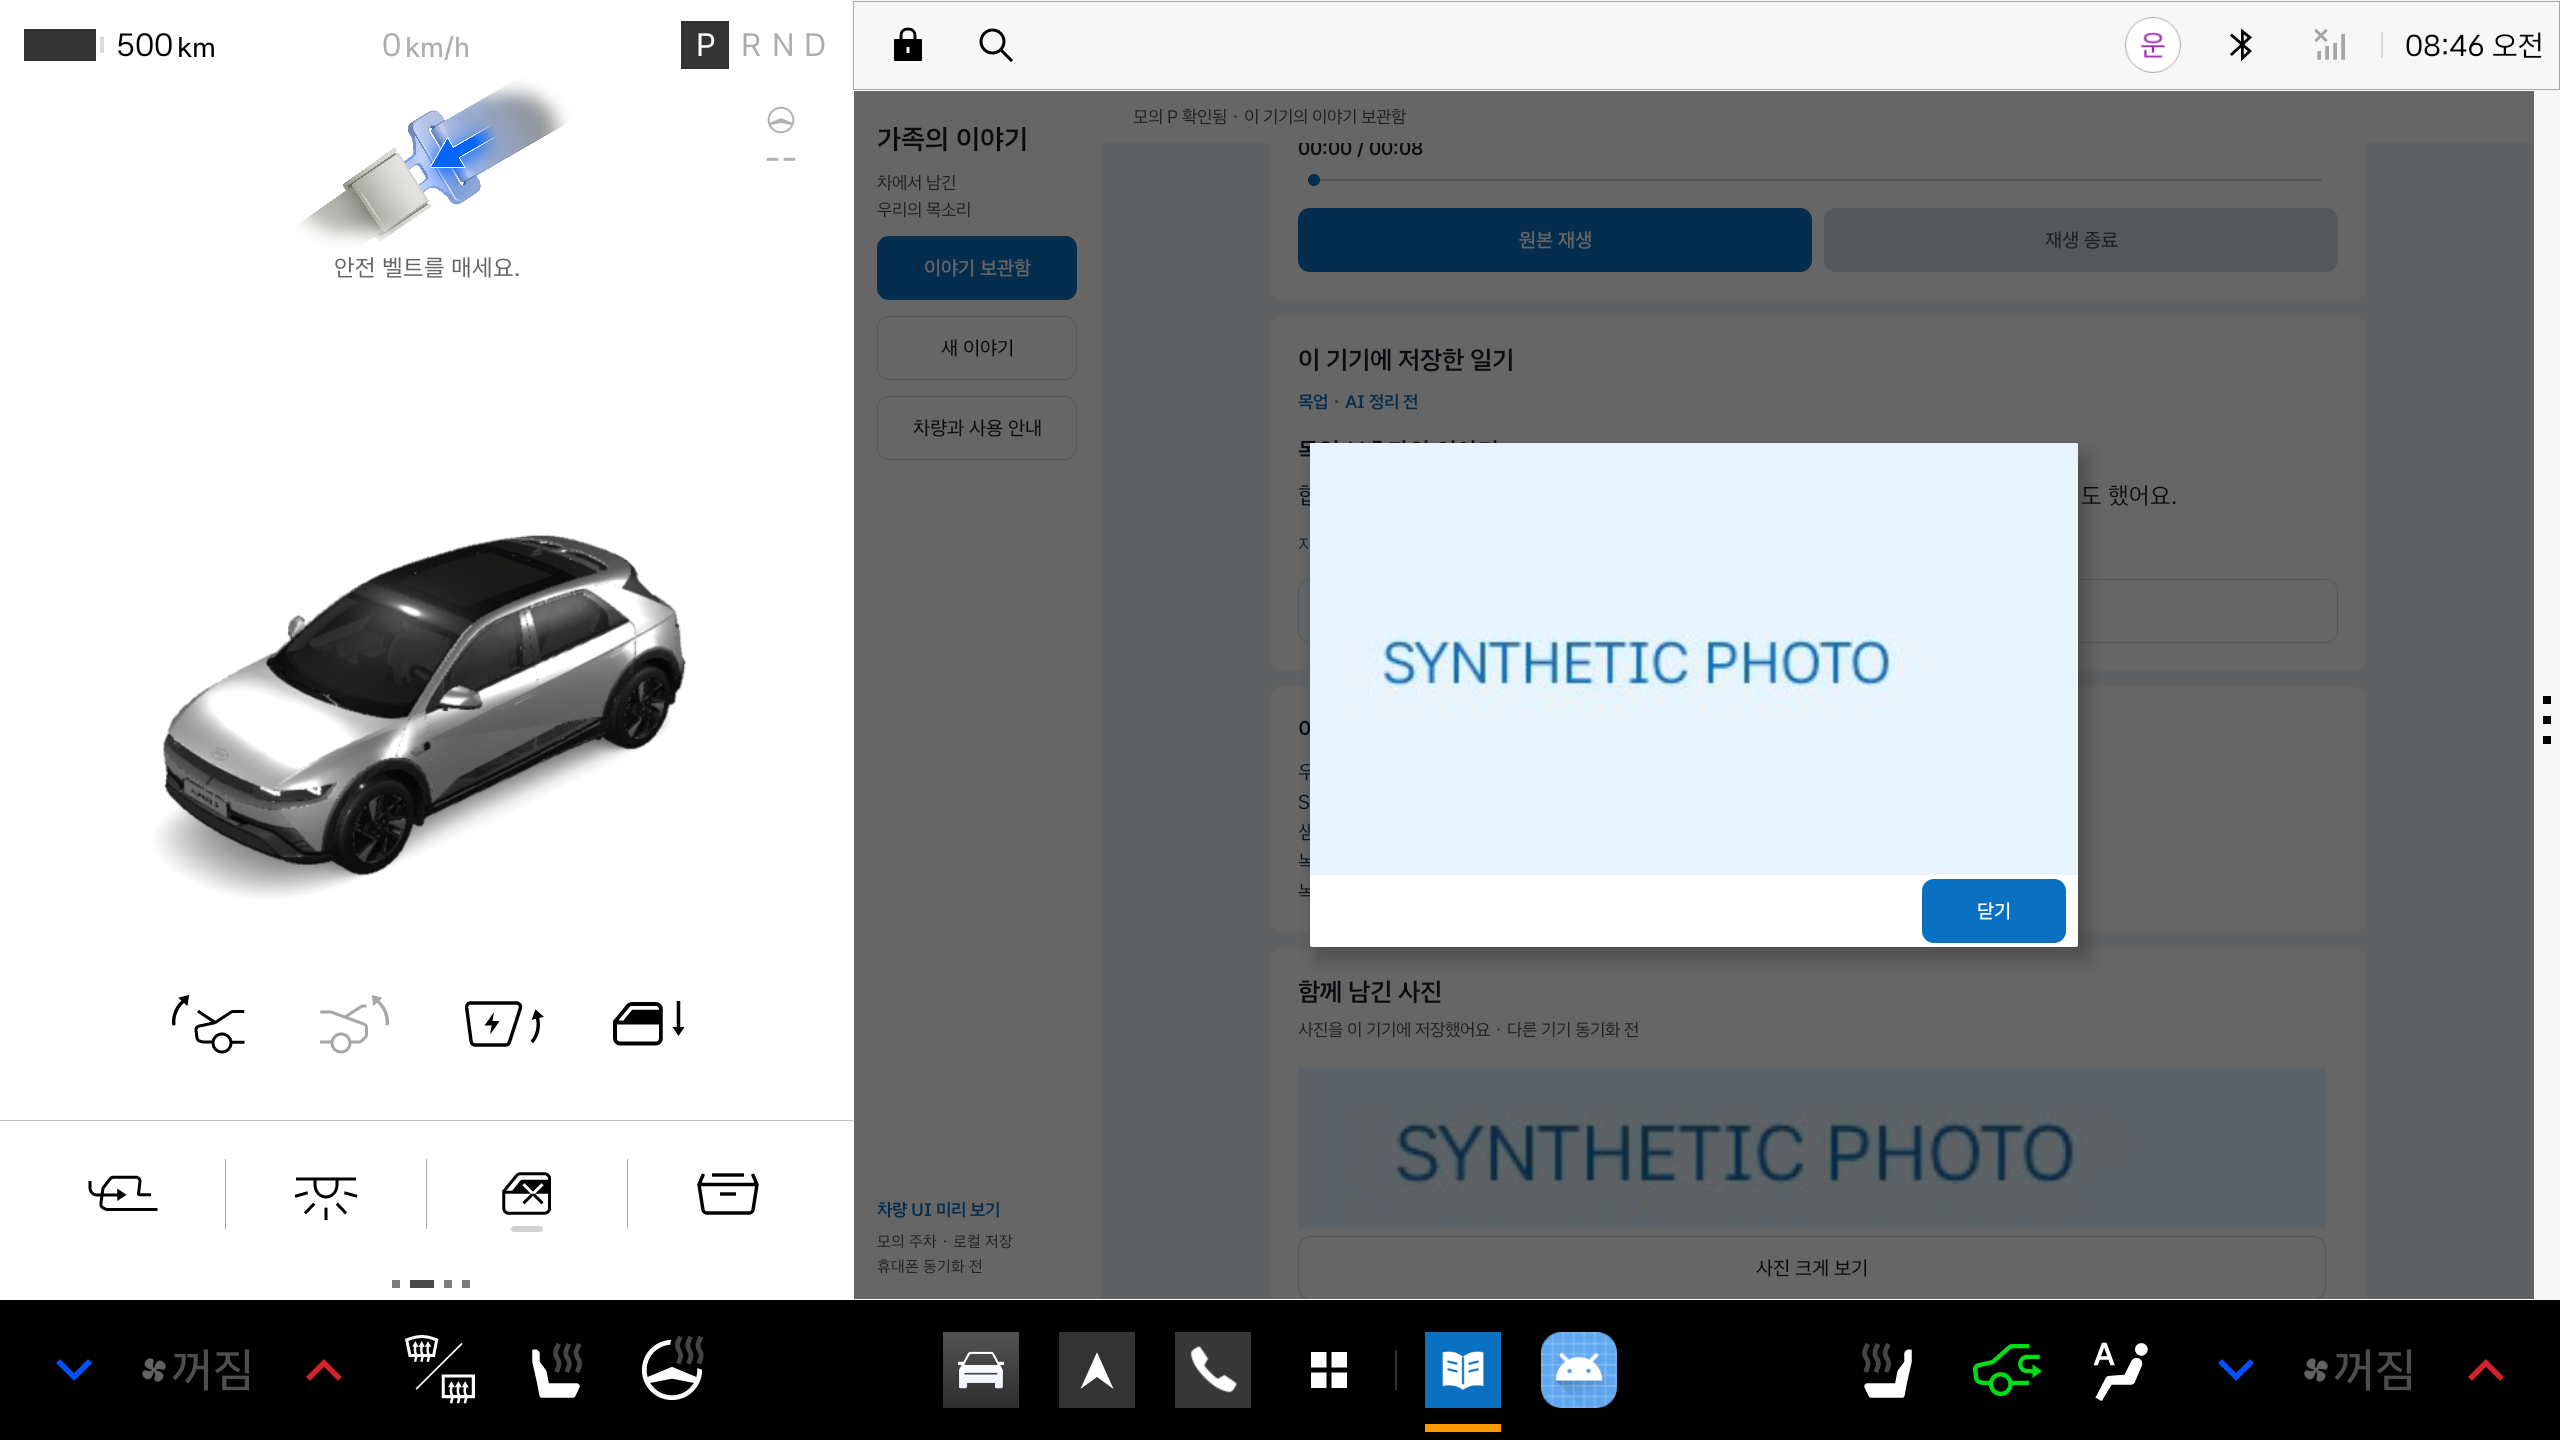 500 km
0 km/h
P R N D
08:46 오전
운
안전 벨트를 매세요.
가족의 이야기
차에서 남긴
우리의 목소리
이야기 보관함
새 이야기
차량과 사용 안내
차량 UI 미리 보기
모의 주차 · 로컬 저장
휴대폰 동기화 전
모의 P 확인됨 · 이 기기의 이야기 보관함
00:00 / 00:08
원본 재생
재생 종료
이 기기에 저장한 일기
목업 · AI 정리 전
도 했어요.
SYNTHETIC PHOTO
닫기
함께 남긴 사진
사진을 이 기기에 저장했어요 · 다른 기기 동기화 전
SYNTHETIC PHOTO
사진 크게 보기
꺼짐
A
꺼짐